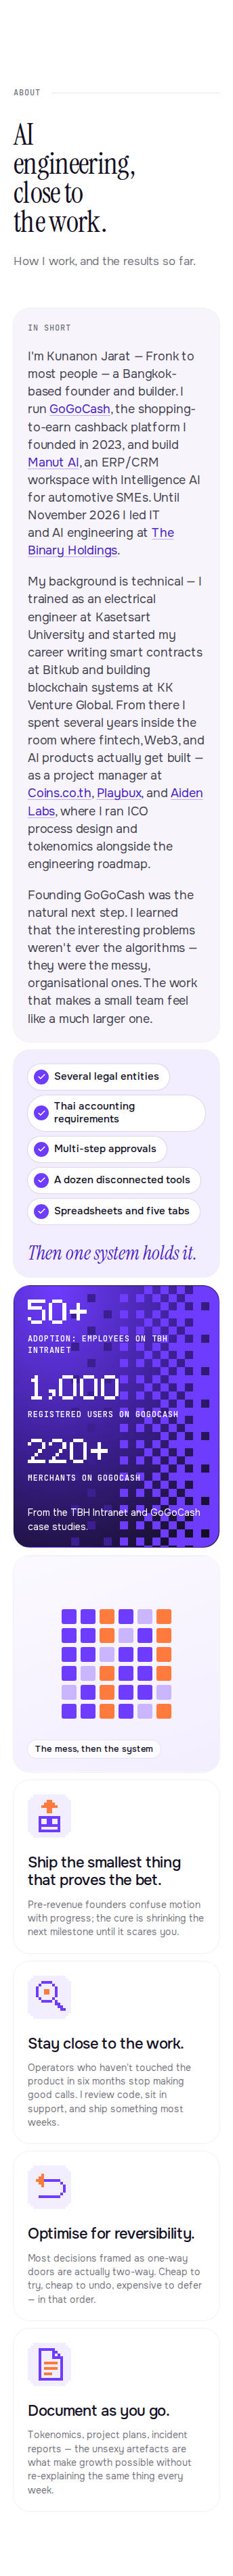 ABOUT
AI
engineering,
close to
the work.
How I work, and the results so far.
IN SHORT
I'm Kunanon Jarat — Fronk to
most people — a Bangkok-
based founder and builder. I
run GoGoCash, the shopping-
to-earn cashback platform I
founded in 2023, and build
Manut AI, an ERP/CRM
workspace with Intelligence AI
for automotive SMEs. Until
November 2026 I led IT
and AI engineering at The
Binary Holdings.
My background is technical — I
trained as an electrical
engineer at Kasetsart
University and started my
career writing smart contracts
at Bitkub and building
blockchain systems at KK
Venture Global. From there I
spent several years inside the
room where fintech, Web3, and
AI products actually get built —
as a project manager at
Coins.co.th, Playbux, and Aiden
Labs, where I ran ICO
process design and
tokenomics alongside the
engineering roadmap.
Founding GoGoCash was the
natural next step. I learned
that the interesting problems
weren't ever the algorithms —
they were the messy,
organisational ones. The work
that makes a small team feel
like a much larger one.
Several legal entities
Thai accounting
requirements
Multi-step approvals
A dozen disconnected tools
Spreadsheets and five tabs
Then one system holds it.
50+
ADOPTION: EMPLOYEES ON TBH
INTRANET
1,000
REGISTERED USERS ON GOGOCASH
220+
MERCHANTS ON GOGOCASH
From the TBH Intranet and GoGoCash
case studies.
The mess, then the system
Ship the smallest thing
that proves the bet.
Pre-revenue founders confuse motion
with progress; the cure is shrinking the
next milestone until it scares you.
Stay close to the work.
Operators who haven't touched the
product in six months stop making
good calls. I review code, sit in
support, and ship something most
weeks.
Optimise for reversibility.
Most decisions framed as one-way
doors are actually two-way. Cheap to
try, cheap to undo, expensive to defer
— in that order.
Document as you go.
Tokenomics, project plans, incident
reports — the unsexy artefacts are
what make growth possible without
re-explaining the same thing every
week.